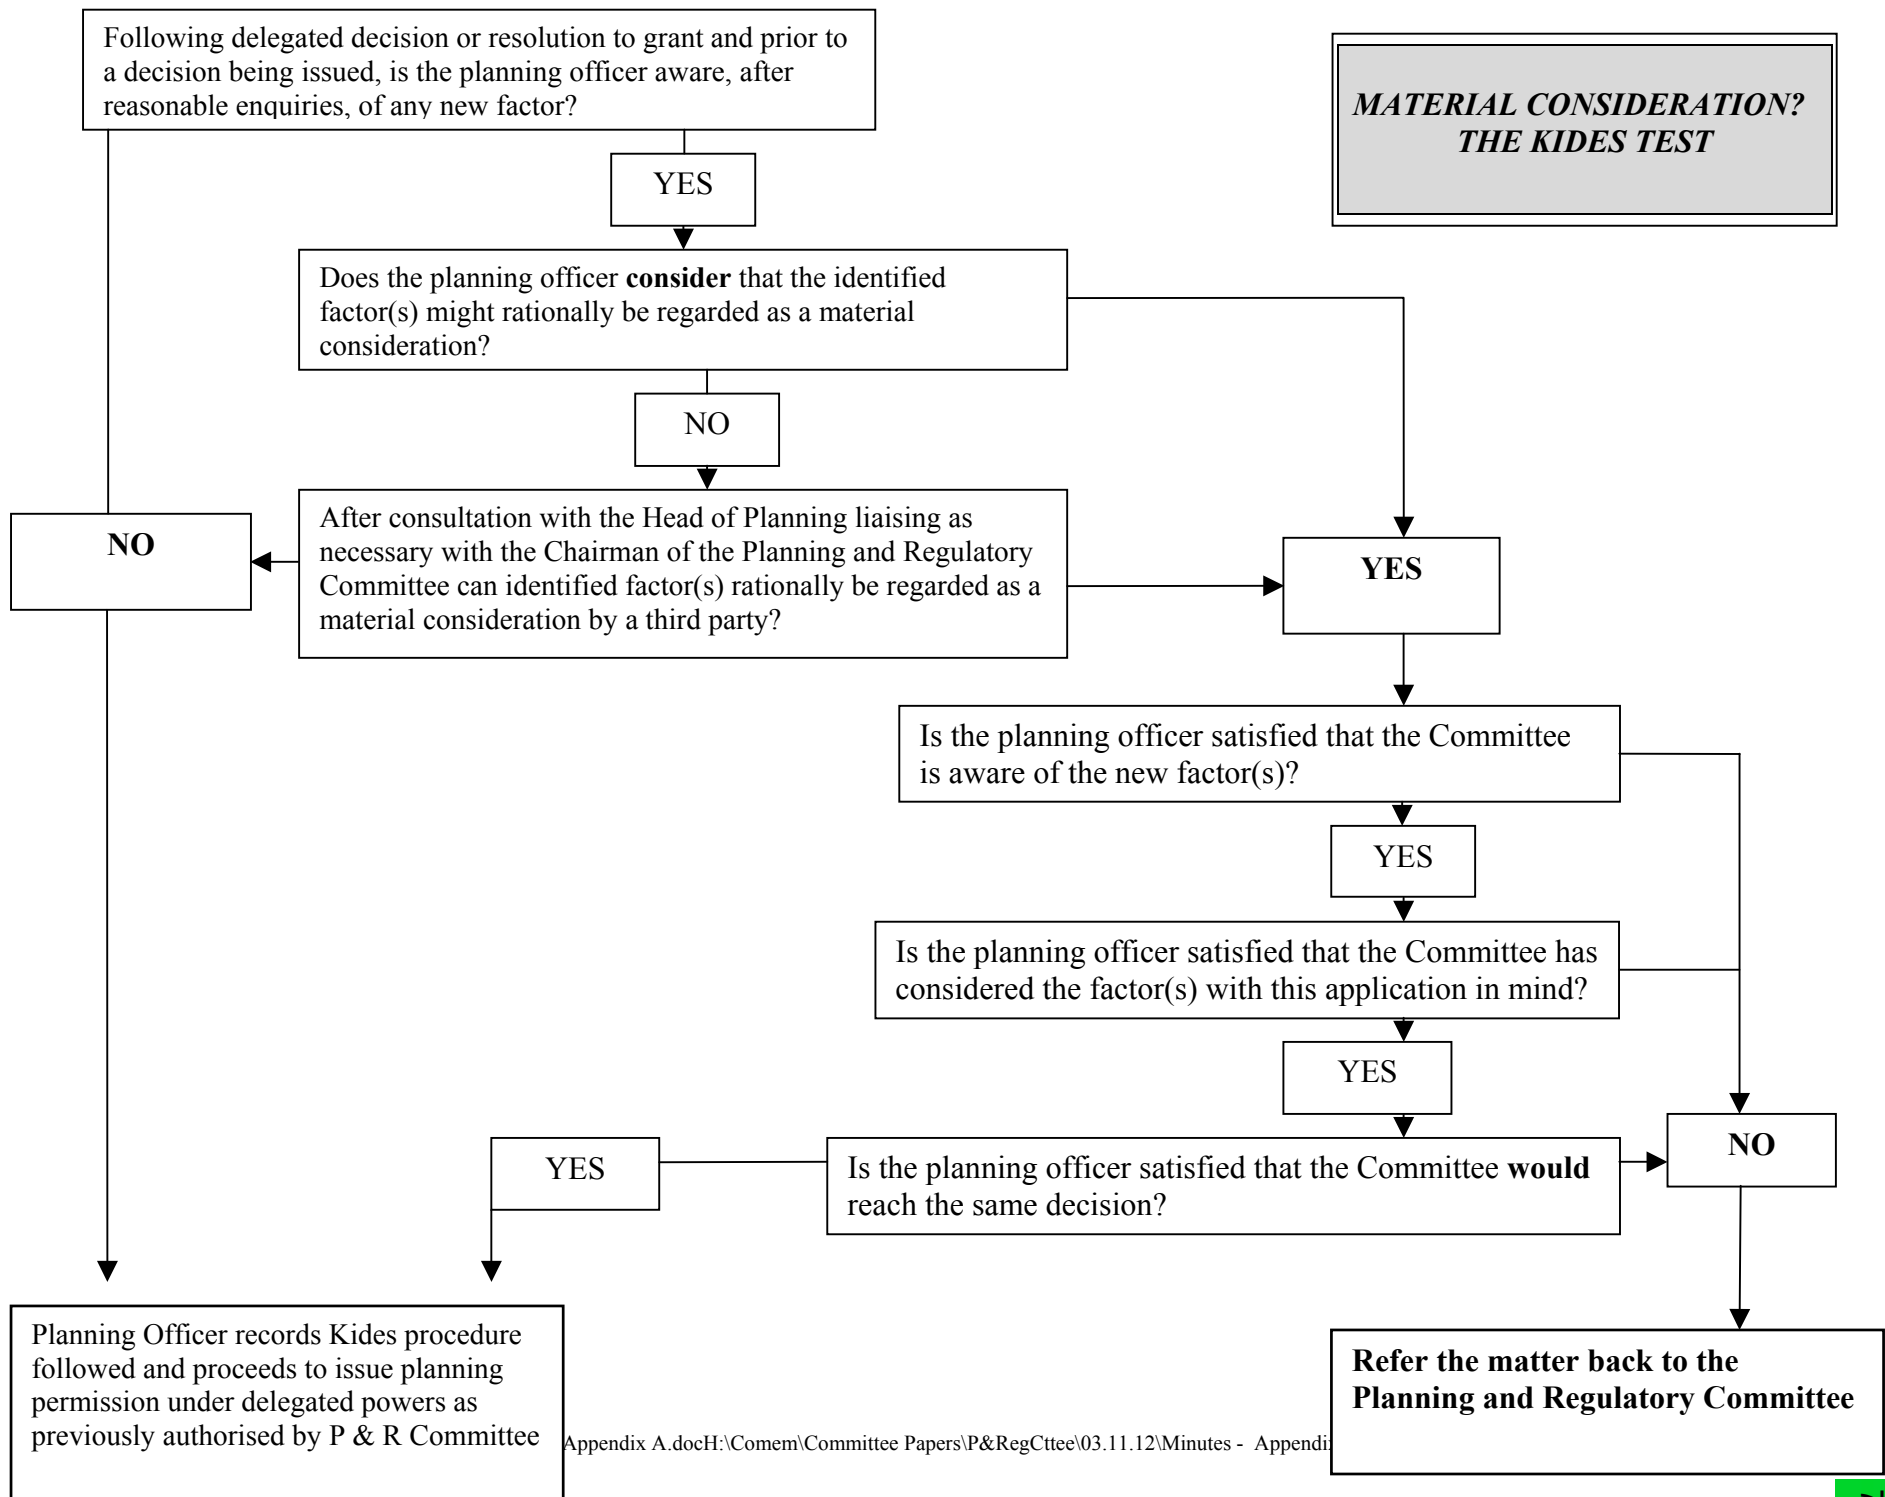 Following delegated decision or resolution to grant and prior to
a decision being issued, is the planning officer aware, after
reasonable enquiries, of any new factor?
MATERIAL CONSIDERATION?
THE KIDES TEST
YES
Does the planning officer consider that the identified
factor(s) might rationally be regarded as a material
consideration?
NO
After consultation with the Head of Planning liaising as
necessary with the Chairman of the Planning and Regulatory
Committee can identified factor(s) rationally be regarded as a
material consideration by a third party?
NO
YES
Is the planning officer satisfied that the Committee
is aware of the new factor(s)?
YES
Is the planning officer satisfied that the Committee has
considered the factor(s) with this application in mind?
YES
Is the planning officer satisfied that the Committee would
reach the same decision?
YES
NO
Planning Officer records Kides procedure
followed and proceeds to issue planning
permission under delegated powers as
previously authorised by P & R Committee
Refer the matter back to the
Planning and Regulatory Committee
Appendix A.docH:\Comem\Committee Papers\P&RegCttee\03.11.12\Minutes - Appendi